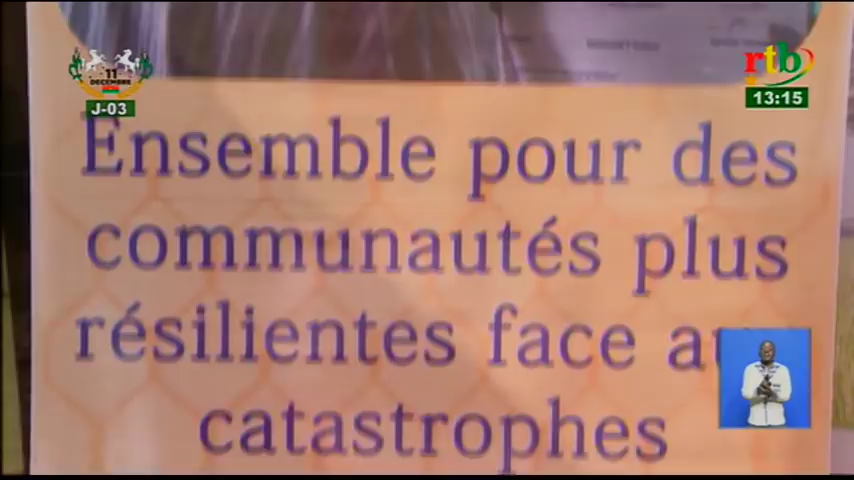 11
DECEMBRE
J-03
rtb
13:15
Ensemble pour des
communautés plus
résilientes face
catastrophes